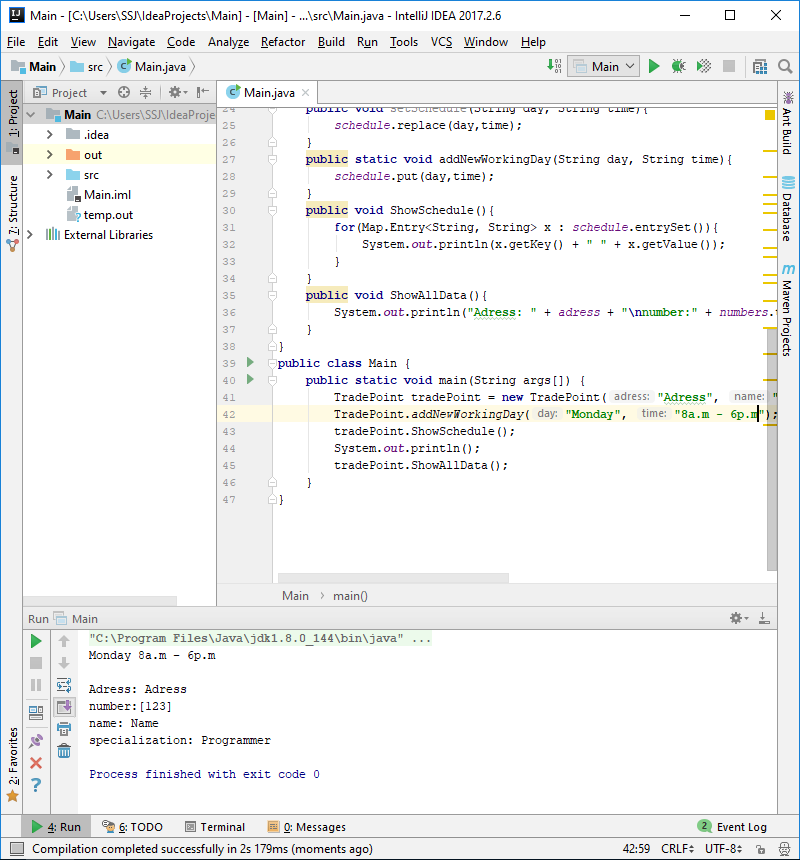 Main - [C:\Users\SSJ\IdeaProjects\Main] - [Main] - ...\src\Main.java - IntelliJ IDEA 2017.2.6
File Edit View Navigate Code Analyze Refactor Build Run Tools VCS Window Help
Main src Main.java Main
1: Project
7: Structure
2: Favorites
Project
Main C:\Users\SSJ\IdeaProje
.idea
out
src
Main.iml
temp.out
External Libraries
Main.java
24 public void setSchedule(String day, String time){
25 schedule.replace(day,time);
26 }
27 public static void addNewWorkingDay(String day, String time){
28 schedule.put(day,time);
29 }
30 public void ShowSchedule(){
31 for(Map.Entry<String, String> x : schedule.entrySet()){
32 System.out.println(x.getKey() + " " + x.getValue());
33 }
34 }
35 public void ShowAllData(){
36 System.out.println("Adress: " + adress + "\nnumber:" + numbers.
37 }
38 }
39 public class Main {
40 public static void main(String args[]) {
41 TradePoint tradePoint = new TradePoint( adress: "Adress", name: "
42 TradePoint.addNewWorkingDay( day: "Monday", time: "8a.m - 6p.m");
43 tradePoint.ShowSchedule();
44 System.out.println();
45 tradePoint.ShowAllData();
46 }
47 }
Main main()
Ant Build
Database
Maven Projects
Run Main
"C:\Program Files\Java\jdk1.8.0_144\bin\java" ...
Monday 8a.m - 6p.m
Adress: Adress
number:[123]
name: Name
specialization: Programmer
Process finished with exit code 0
4: Run 6: TODO Terminal 0: Messages 2 Event Log
Compilation completed successfully in 2s 179ms (moments ago) 42:59 CRLF UTF-8